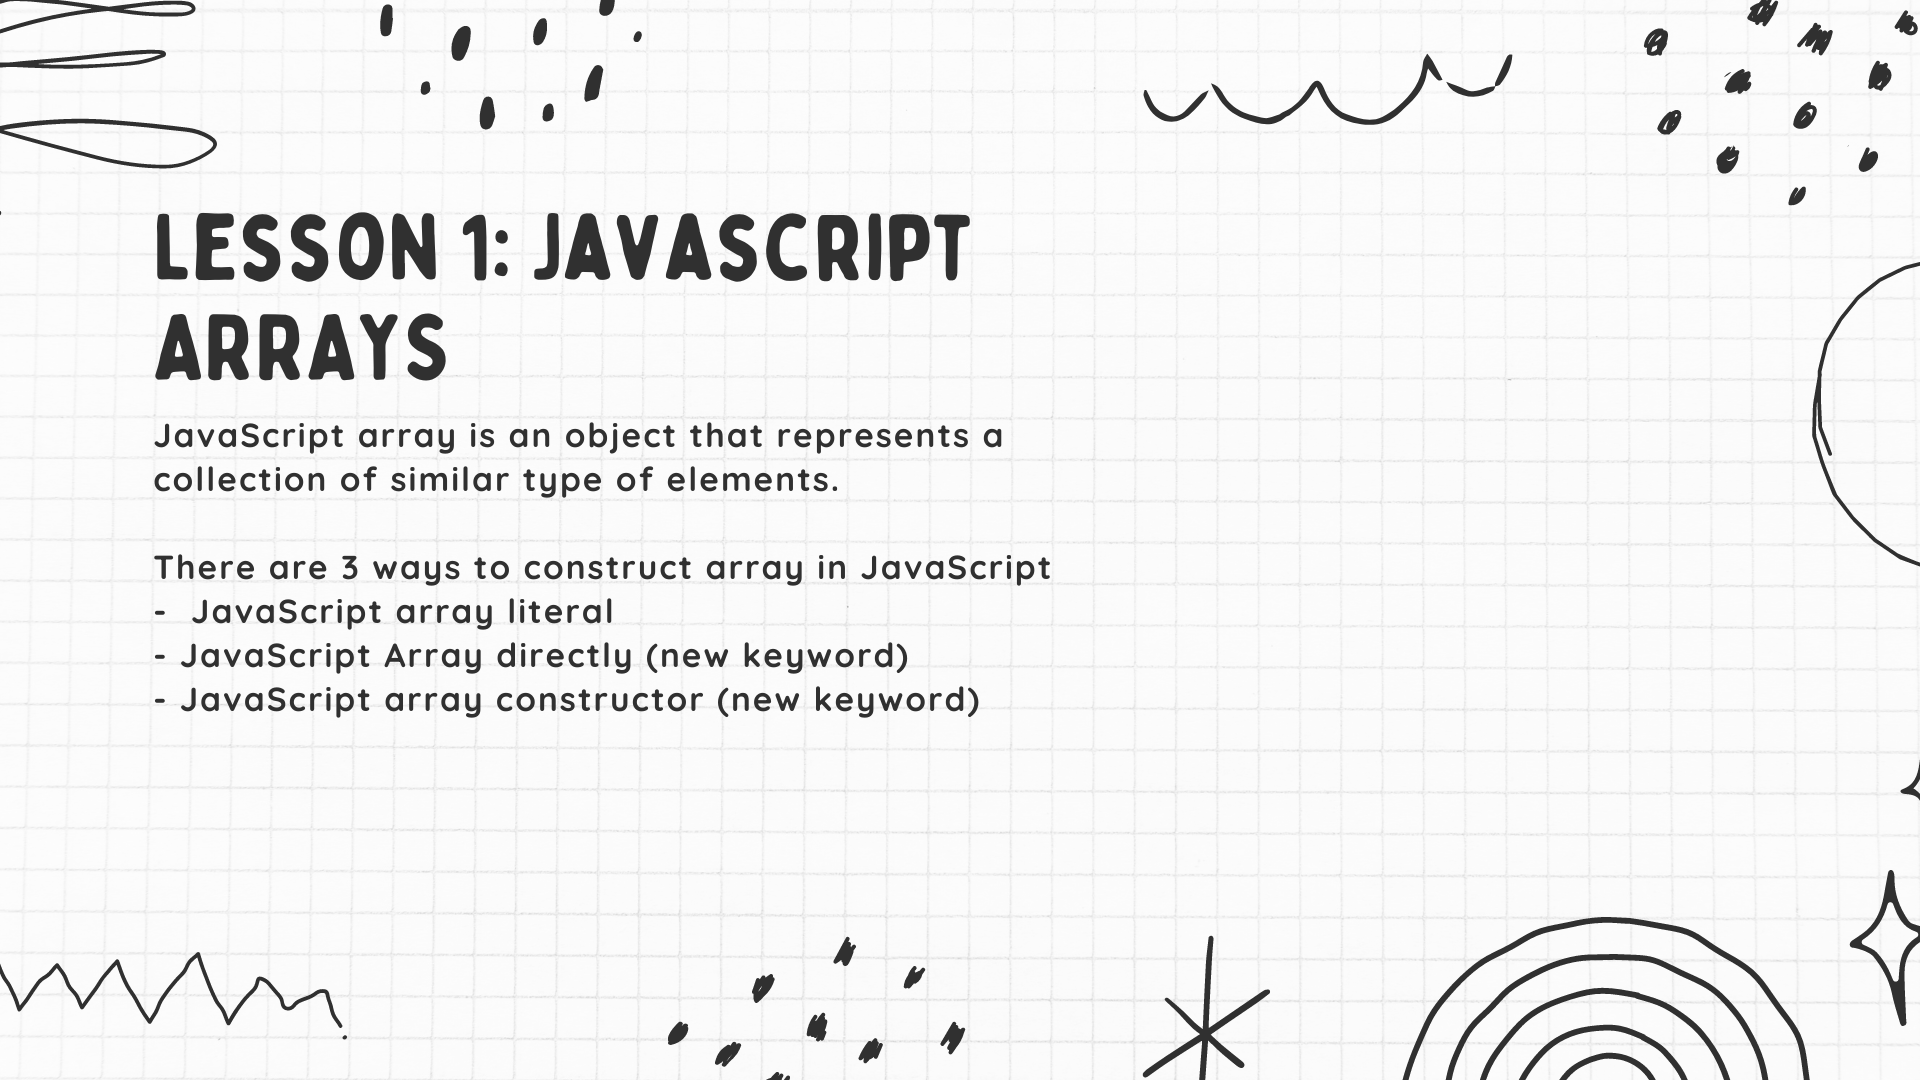 LESSON 1: JAVASCRIPT
ARRAYS
JavaScript array is an object that represents a
collection of similar type of elements.
There are 3 ways to construct array in JavaScript
-  JavaScript array literal
- JavaScript Array directly (new keyword)
- JavaScript array constructor (new keyword)